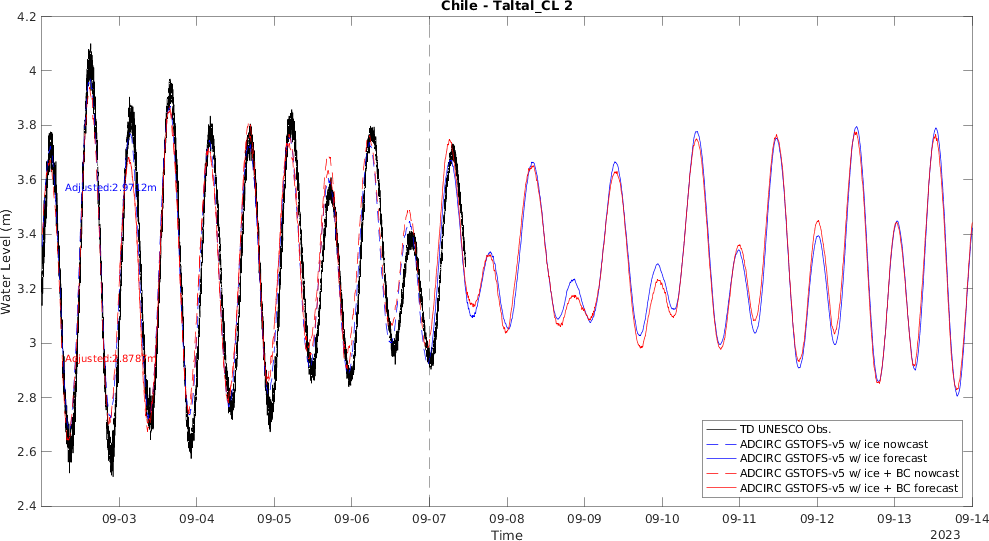 Chile - Taltal_CL 2
4.2
4
3.8
3.6
3.4
3.2
3
2.8
2.6
2.4
Water Level (m)
Adjusted:2.9712m
TD UNESCO Obs.
ADCIRC GSTOFS-v5 w/ ice nowcast
ADCIRC GSTOFS-v5 w/ ice forecast
ADCIRC GSTOFS-v5 w/ ice + BC nowcast
ADCIRC GSTOFS-v5 w/ ice + BC forecast
09-03 09-04 09-05 09-06 09-07 09-08 09-09 09-10 09-11 09-12 09-13 09-14
Time
2023